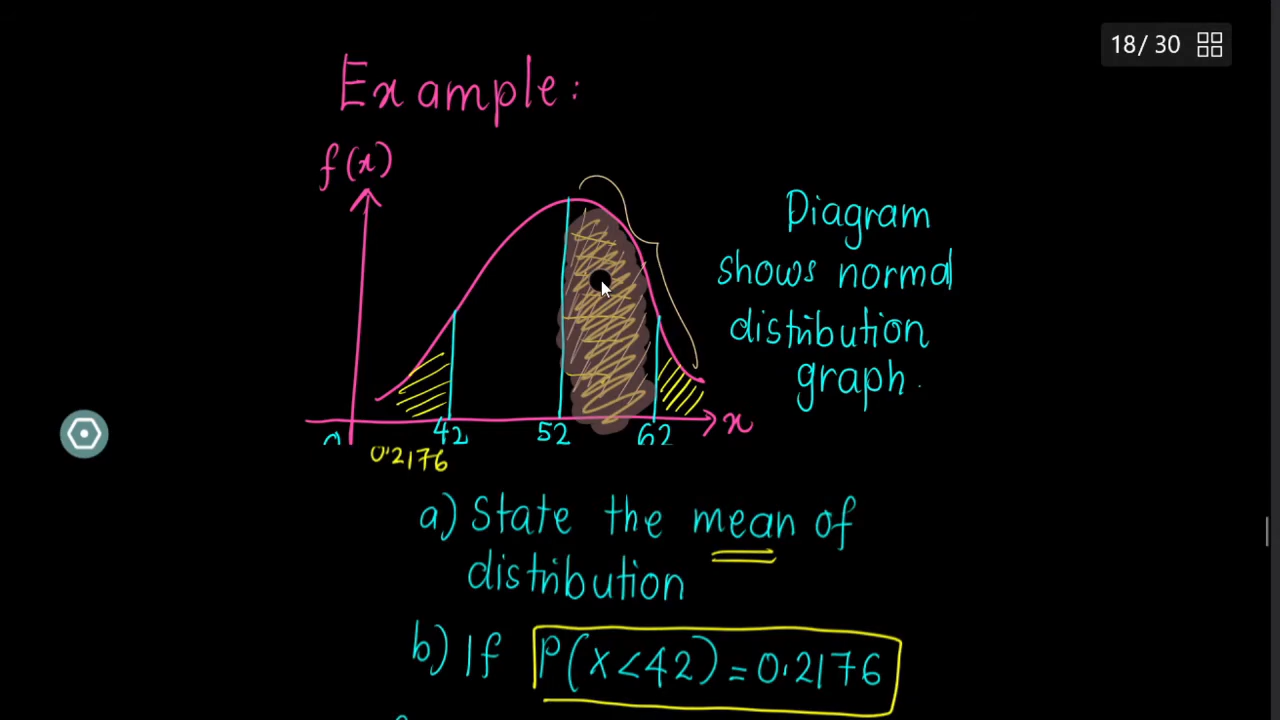 18/ 30
Example:
f(x)
Diagram
shows normal
distribution
graph.
x
0 42 52 62
0.2176
a) State the mean of
distribution
b) If P(X<42) = 0.2176